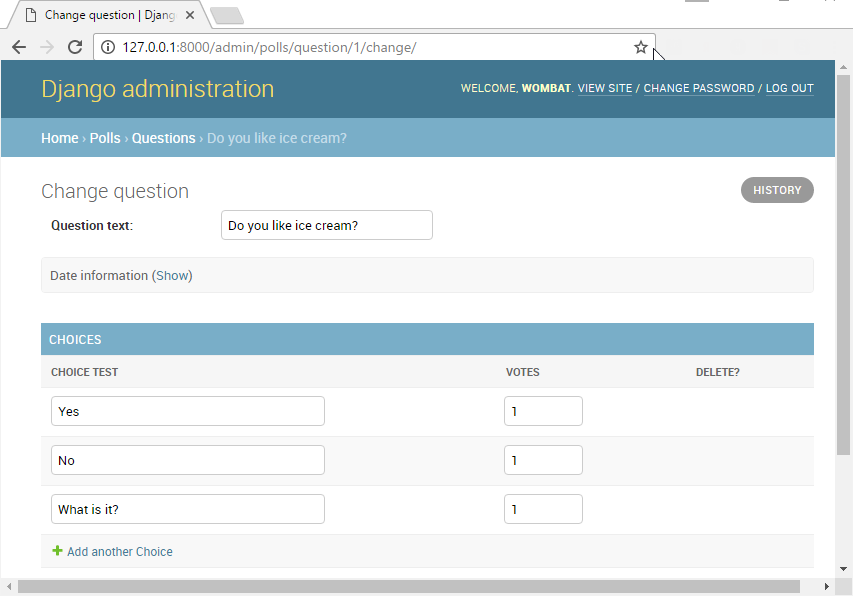 Change question | Djang
127.0.0.1:8000/admin/polls/question/1/change/
Django administration
WELCOME, WOMBAT. VIEW SITE / CHANGE PASSWORD / LOG OUT
Home › Polls › Questions › Do you like ice cream?
Change question
HISTORY
Question text: Do you like ice cream?
Date information (Show)
CHOICES
CHOICE TEST VOTES DELETE?
Yes 1
No 1
What is it? 1
Add another Choice